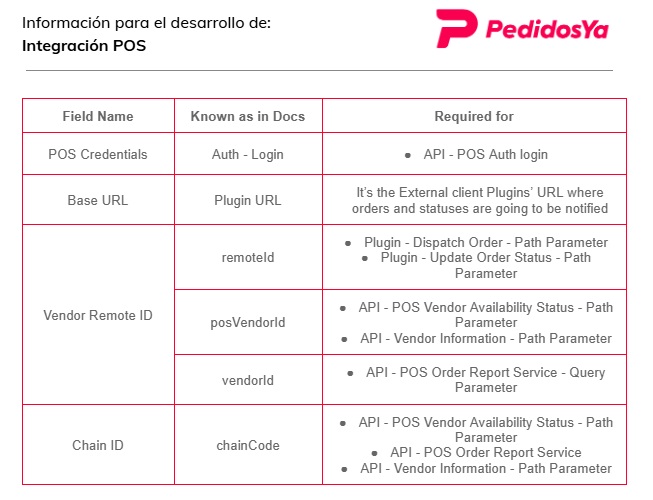 Información para el desarrollo de:
Integración POS
PedidosYa
Field Name
Known as in Docs
Required for
POS Credentials
Auth - Login
● API - POS Auth login
Base URL
Plugin URL
It's the External client Plugins' URL where
orders and statuses are going to be notified
Vendor Remote ID
remoteId
● Plugin - Dispatch Order - Path Parameter
● Plugin - Update Order Status - Path
Parameter
posVendorId
● API - POS Vendor Availability Status - Path
Parameter
● API - Vendor Information - Path Parameter
vendorId
● API - POS Order Report Service - Query
Parameter
Chain ID
chainCode
● API - POS Vendor Availability Status - Path
Parameter
● API - POS Order Report Service
● API - Vendor Information - Path Parameter